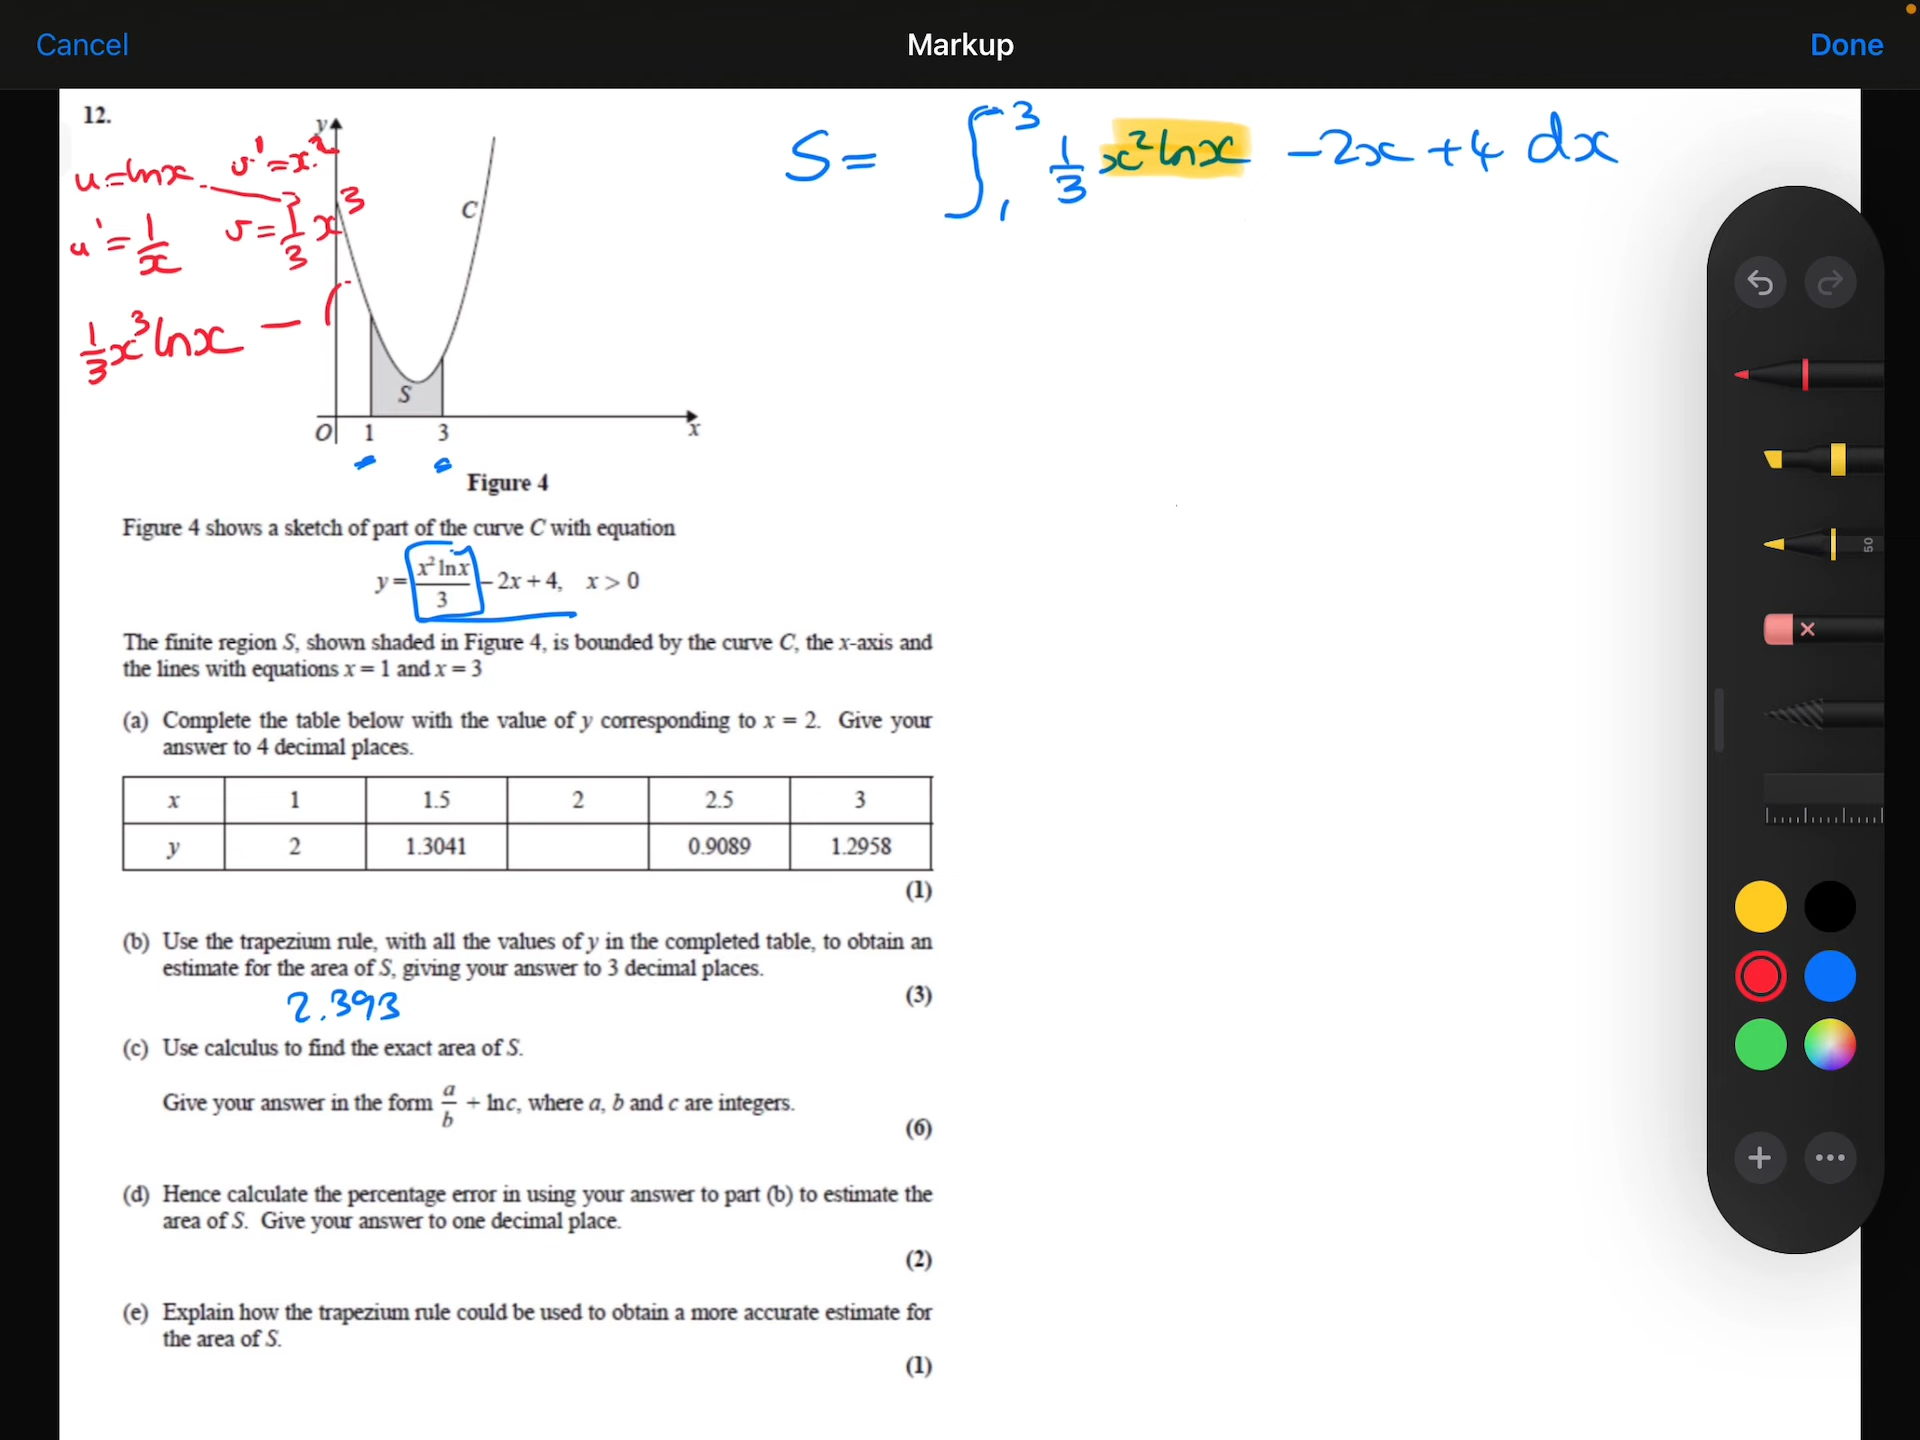 Cancel
Markup
Done
12.
y
u=lnx v'=x²
u'=1/x v=1/3 x³
1/3 x³ lnx − ∫
S = ∫₁³ 1/3 x² lnx −2x +4 dx
C
S
O 1 3 x
Figure 4
Figure 4 shows a sketch of part of the curve C with equation
y = x² ln x / 3 − 2x + 4, x > 0
The finite region S, shown shaded in Figure 4, is bounded by the curve C, the x-axis and
the lines with equations x = 1 and x = 3
(a) Complete the table below with the value of y corresponding to x = 2. Give your
answer to 4 decimal places.
x 1 1.5 2 2.5 3
y 2 1.3041 0.9089 1.2958
(1)
(b) Use the trapezium rule, with all the values of y in the completed table, to obtain an
estimate for the area of S, giving your answer to 3 decimal places.
(3)
2.393
(c) Use calculus to find the exact area of S.
Give your answer in the form a/b + ln c, where a, b and c are integers.
(6)
(d) Hence calculate the percentage error in using your answer to part (b) to estimate the
area of S. Give your answer to one decimal place.
(2)
(e) Explain how the trapezium rule could be used to obtain a more accurate estimate for
the area of S.
(1)
50